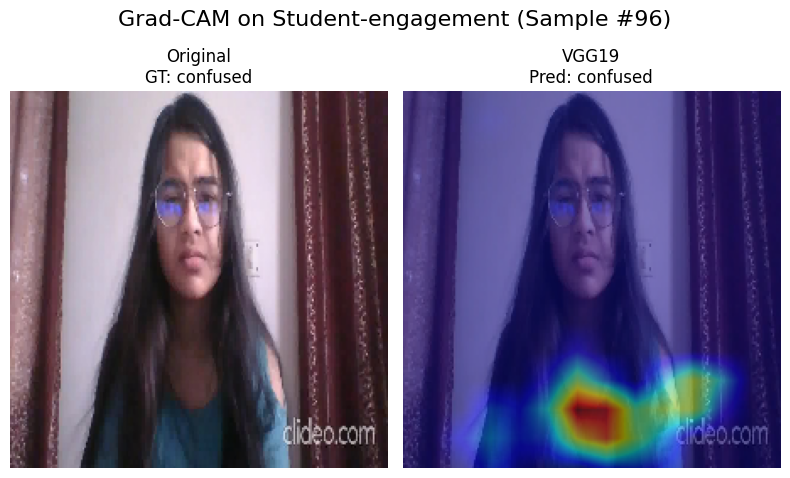 Grad-CAM on Student-engagement (Sample #96)
Original
GT: confused
VGG19
Pred: confused
clideo.com
clideo.com